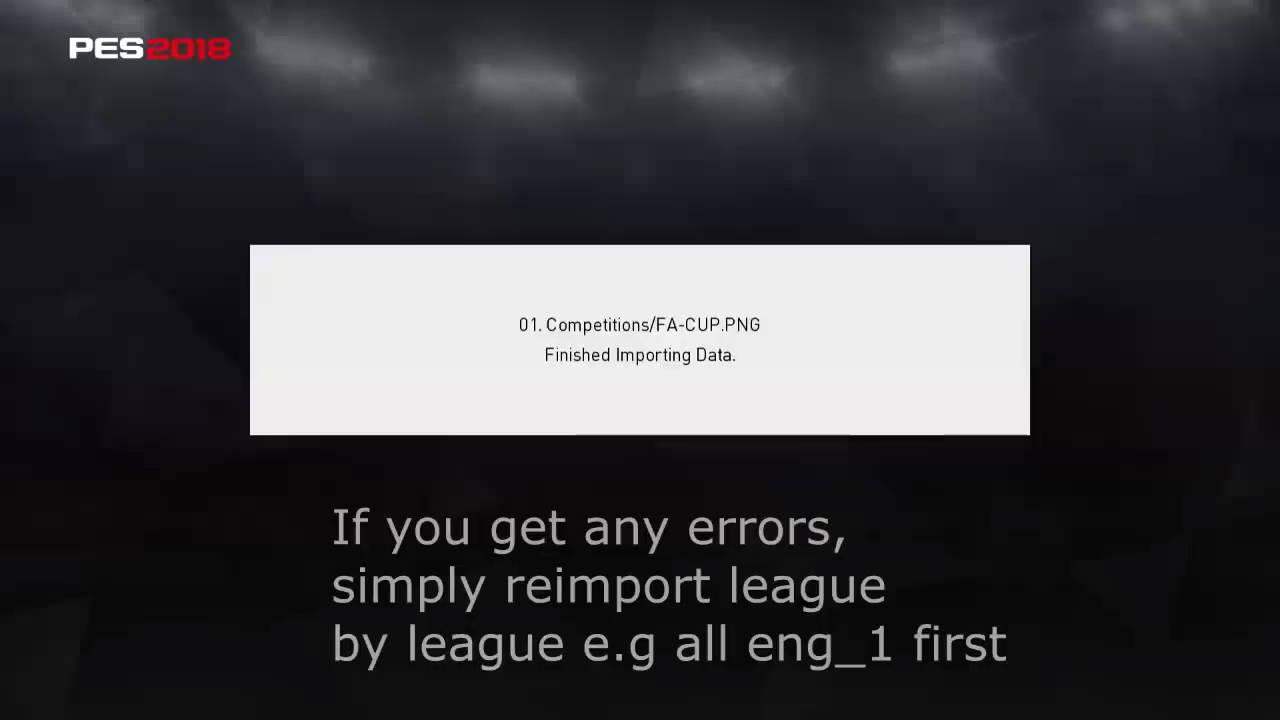 PES2018
01. Competitions/FA-CUP.PNG
Finished Importing Data.
If you get any errors,
simply reimport league
by league e.g all eng_1 first